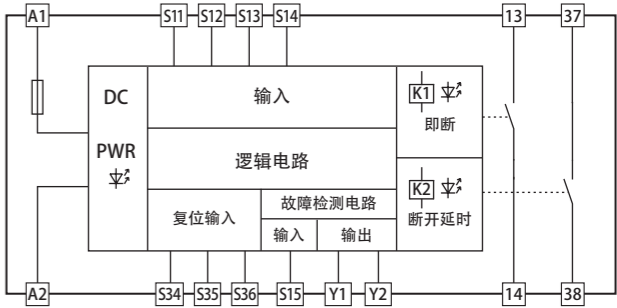 A1 S11 S12 S13 S14 13 37
DC
PWR
输入
逻辑电路
复位输入
故障检测电路
输入 输出
K1
即断
K2
断开延时
A2 S34 S35 S36 S15 Y1 Y2 14 38